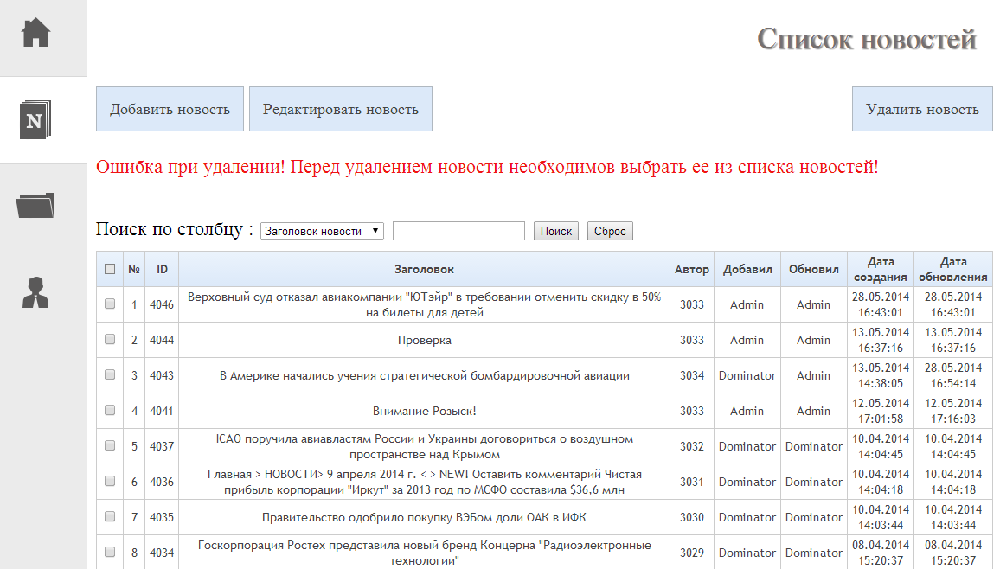 Список новостей
N
Добавить новость Редактировать новость Удалить новость
Ошибка при удалении! Перед удалением новости необходимов выбрать ее из списка новостей!
Поиск по столбцу : Заголовок новости Поиск Сброс
№ ID Заголовок Автор Добавил Обновил Дата создания Дата обновления
1 4046 Верховный суд отказал авиакомпании "ЮТэйр" в требовании отменить скидку в 50% на билеты для детей 3033 Admin Admin 28.05.2014 16:43:01 28.05.2014 16:43:01
2 4044 Проверка 3033 Admin Admin 13.05.2014 16:37:16 13.05.2014 16:37:16
3 4043 В Америке начались учения стратегической бомбардировочной авиации 3034 Dominator Admin 13.05.2014 14:38:05 28.05.2014 16:54:14
4 4041 Внимание Розыск! 3033 Admin Admin 12.05.2014 17:01:58 12.05.2014 17:16:03
5 4037 ICAO поручила авиавластям России и Украины договориться о воздушном пространстве над Крымом 3032 Dominator Dominator 10.04.2014 14:04:45 10.04.2014 14:04:45
6 4036 Главная > НОВОСТИ> 9 апреля 2014 г. < > NEW! Оставить комментарий Чистая прибыль корпорации "Иркут" за 2013 год по МСФО составила $36,6 млн 3031 Dominator Dominator 10.04.2014 14:04:18 10.04.2014 14:04:18
7 4035 Правительство одобрило покупку ВЭБом доли ОАК в ИФК 3030 Dominator Dominator 10.04.2014 14:03:44 10.04.2014 14:03:44
8 4034 Госкорпорация Ростех представила новый бренд Концерна "Радиоэлектронные технологии" 3029 Dominator Dominator 08.04.2014 15:20:37 08.04.2014 15:20:37